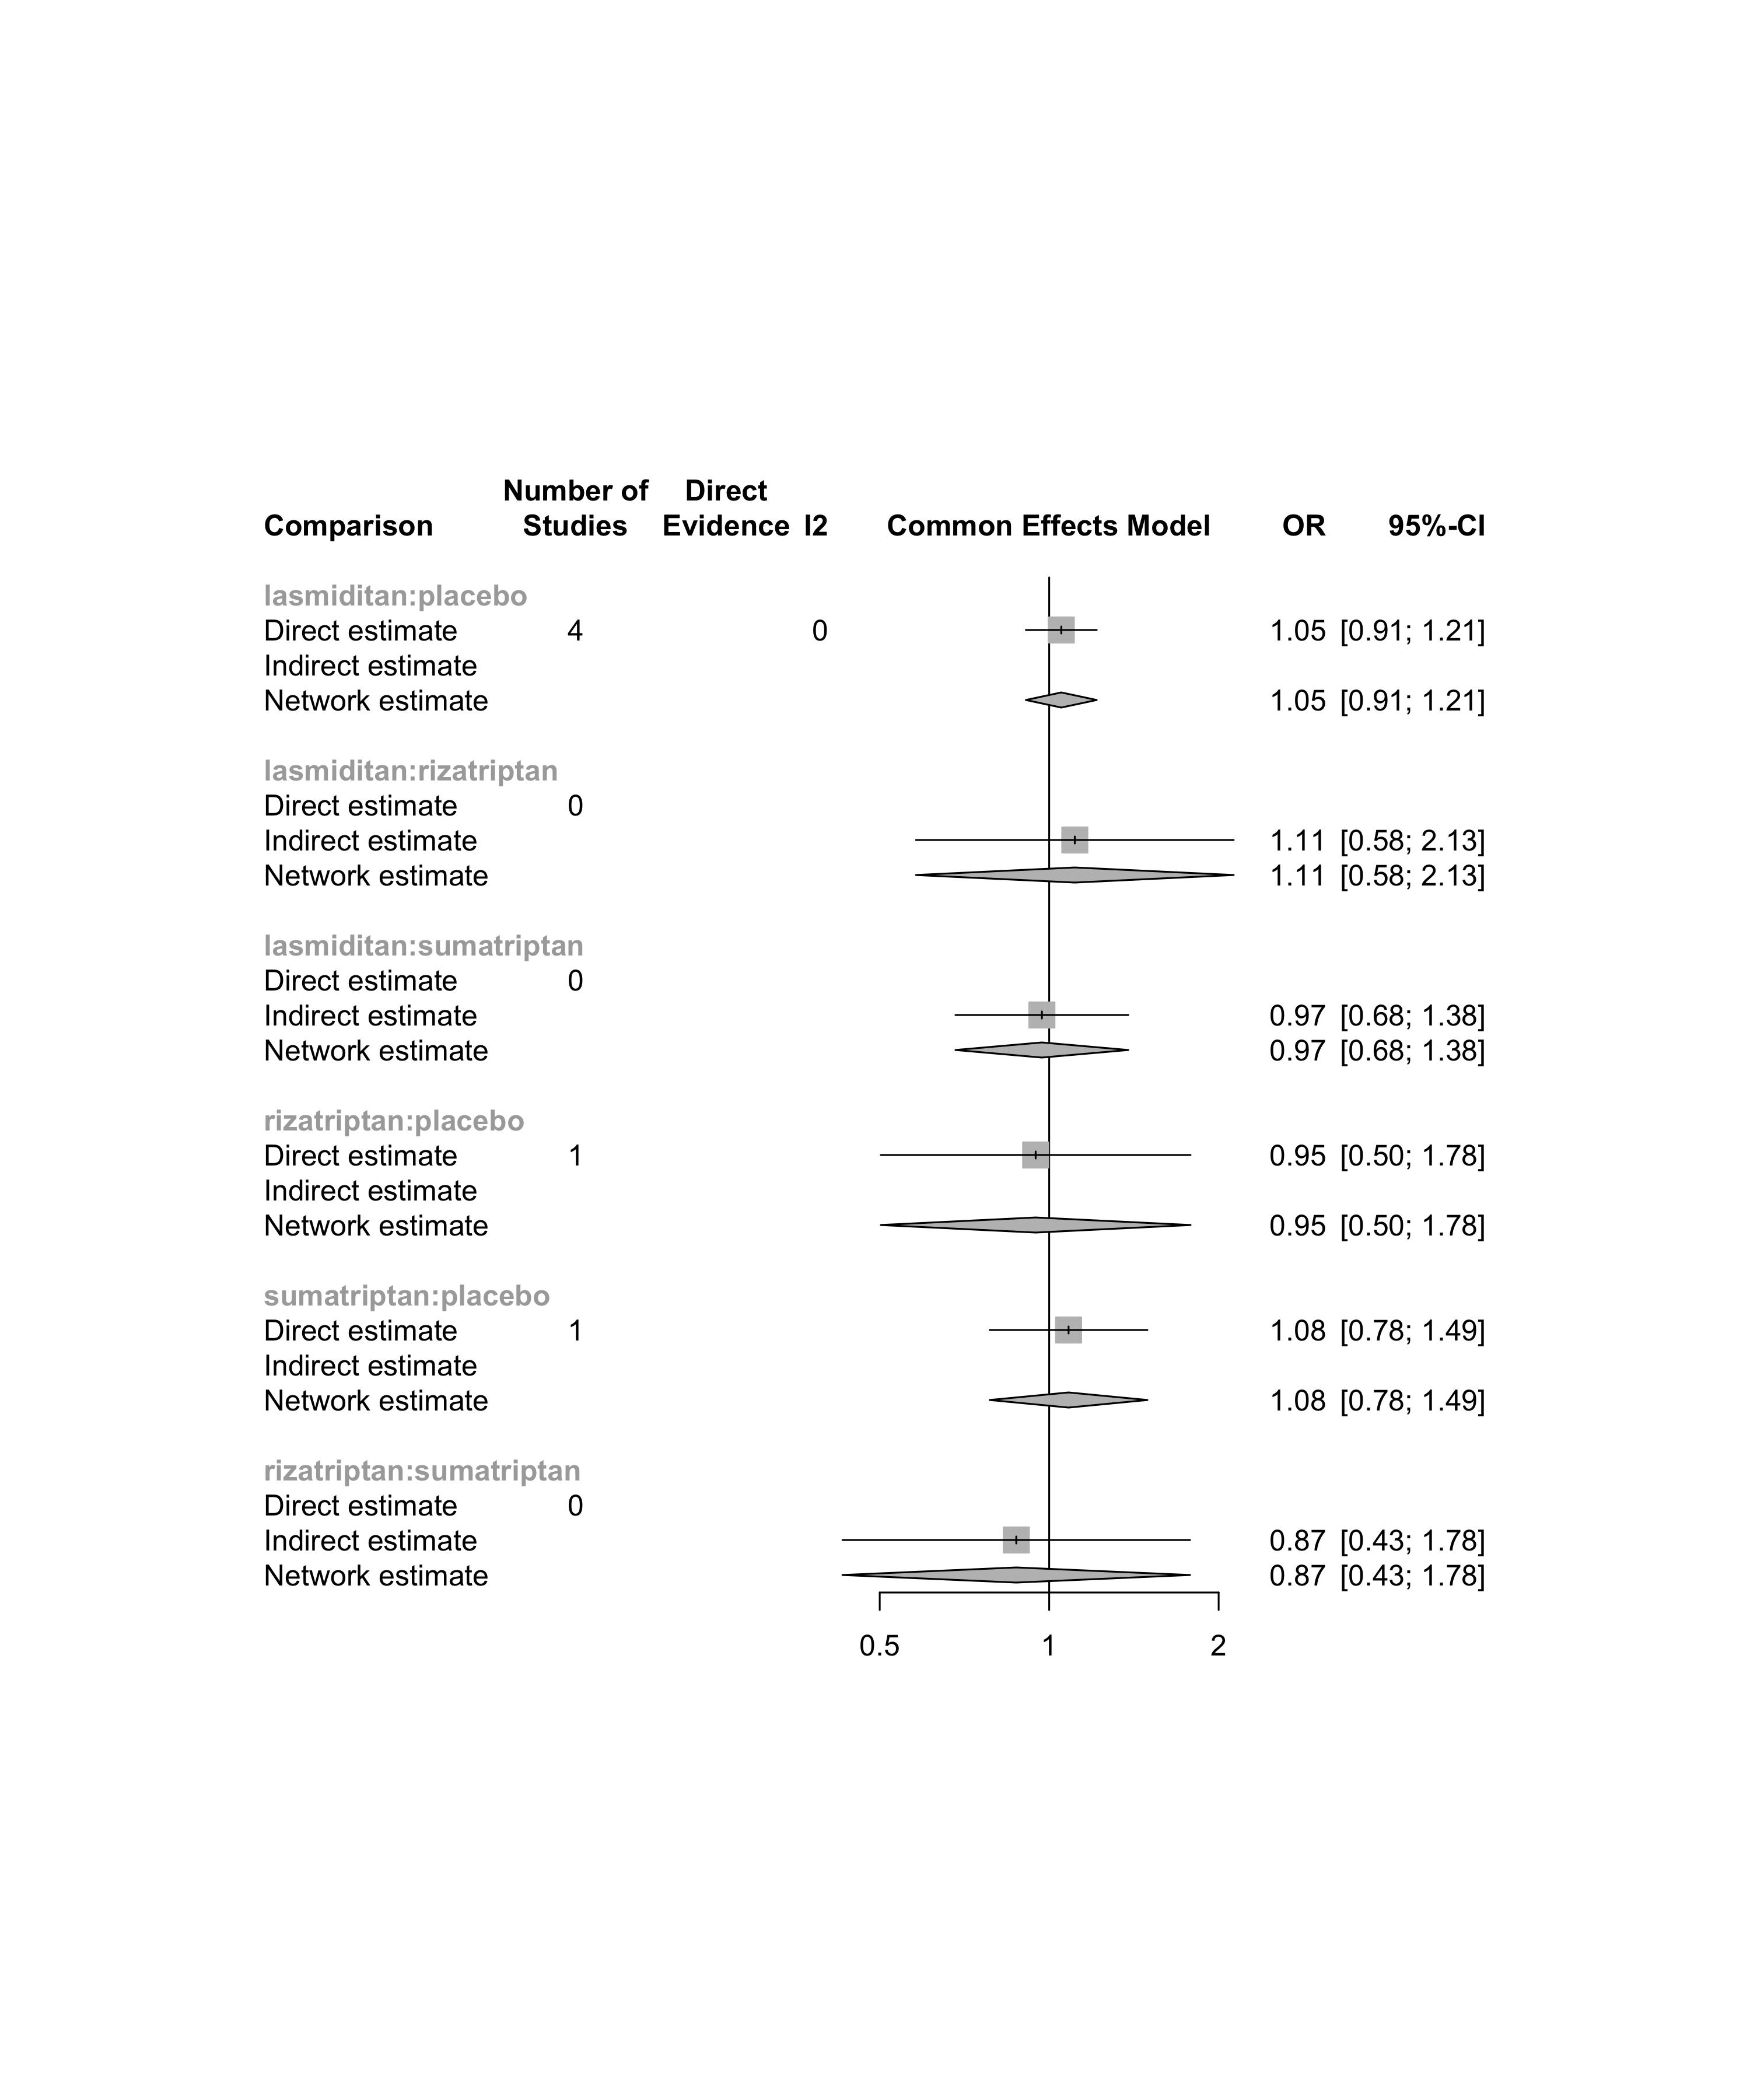 Number of Direct
Comparison Studies Evidence I2 Common Effects Model OR 95%-CI
lasmiditan:placebo
Direct estimate 4 0 1.05 [0.91; 1.21]
Indirect estimate
Network estimate 1.05 [0.91; 1.21]
lasmiditan:rizatriptan
Direct estimate 0
Indirect estimate 1.11 [0.58; 2.13]
Network estimate 1.11 [0.58; 2.13]
lasmiditan:sumatriptan
Direct estimate 0
Indirect estimate 0.97 [0.68; 1.38]
Network estimate 0.97 [0.68; 1.38]
rizatriptan:placebo
Direct estimate 1 0.95 [0.50; 1.78]
Indirect estimate
Network estimate 0.95 [0.50; 1.78]
sumatriptan:placebo
Direct estimate 1 1.08 [0.78; 1.49]
Indirect estimate
Network estimate 1.08 [0.78; 1.49]
rizatriptan:sumatriptan
Direct estimate 0
Indirect estimate 0.87 [0.43; 1.78]
Network estimate 0.87 [0.43; 1.78]
0.5 1 2